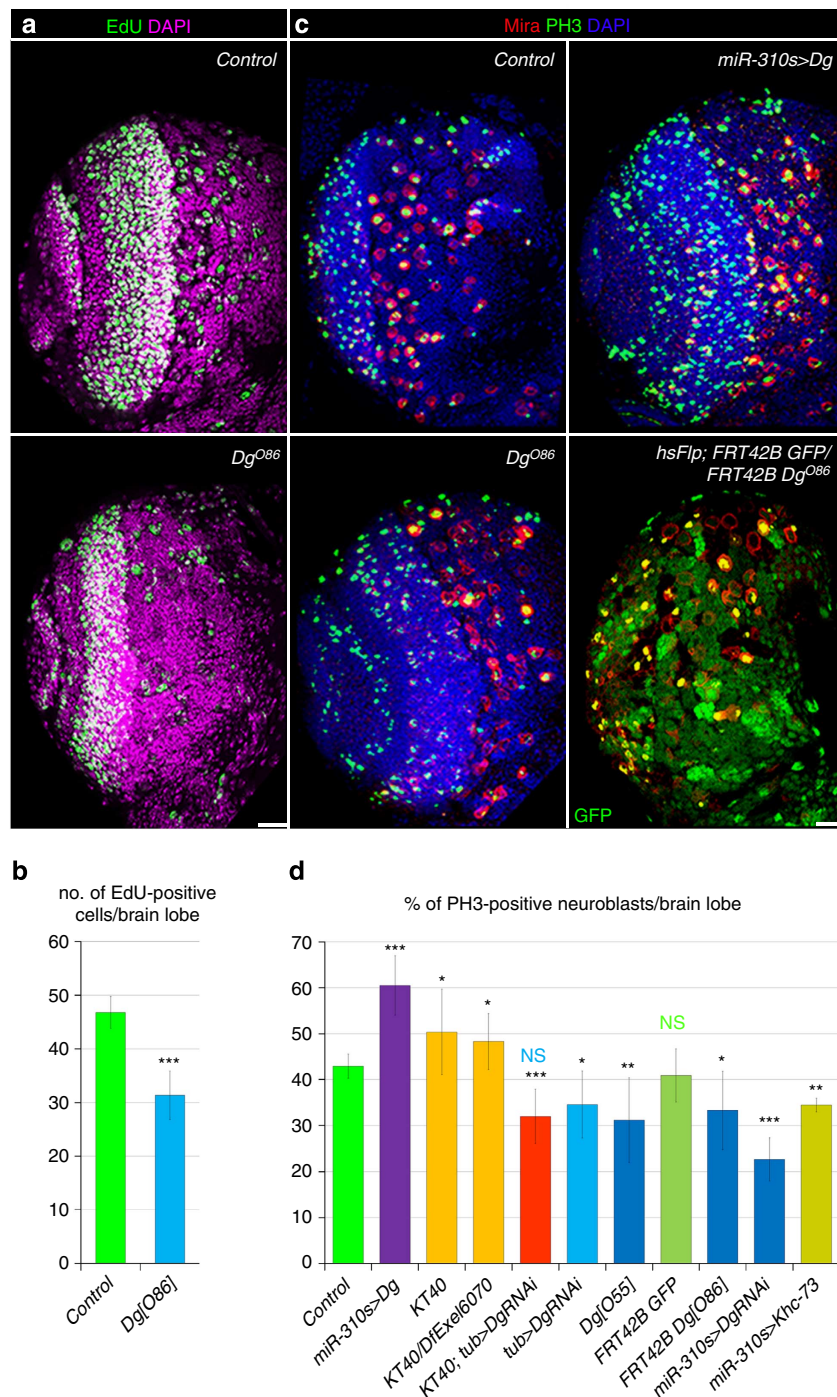 a
EdU DAPI
Control
Dg^O86
c
Mira PH3 DAPI
Control
miR-310s>Dg
Dg^O86
hsFlp; FRT42B GFP/
FRT42B Dg^O86
GFP
b
no. of EdU-positive
cells/brain lobe
60
50
40
30
20
10
0
***
Control
Dg[O86]
d
% of PH3-positive neuroblasts/brain lobe
70
60
50
40
30
20
10
0
***
*
*
NS
***
*
**
NS
*
***
**
Control
miR-310s>Dg
KT40
KT40/DfExel6070
KT40; tub>DgRNAi
tub>DgRNAi
Dg[O55]
FRT42B GFP
FRT42B Dg[O86]
miR-310s>DgRNAi
miR-310s>Khc-73